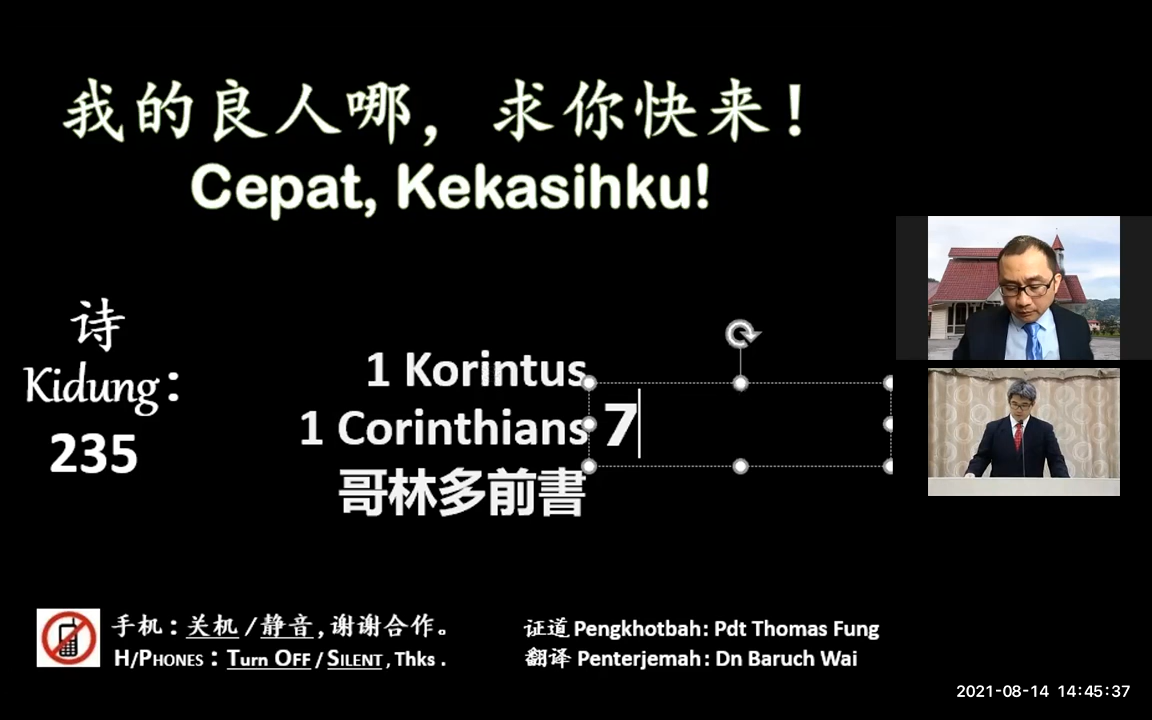 我的良人哪，求你快来！
Cepat, Kekasihku!
诗
Kidung：
235
1 Korintus
1 Corinthians 7
哥林多前書
手机：关机 / 静音 , 谢谢合作。
H/PHONES：Turn OFF / SILENT , Thks .
证道 Pengkhotbah: Pdt Thomas Fung
翻译 Penterjemah: Dn Baruch Wai
2021-08-14 14:45:37